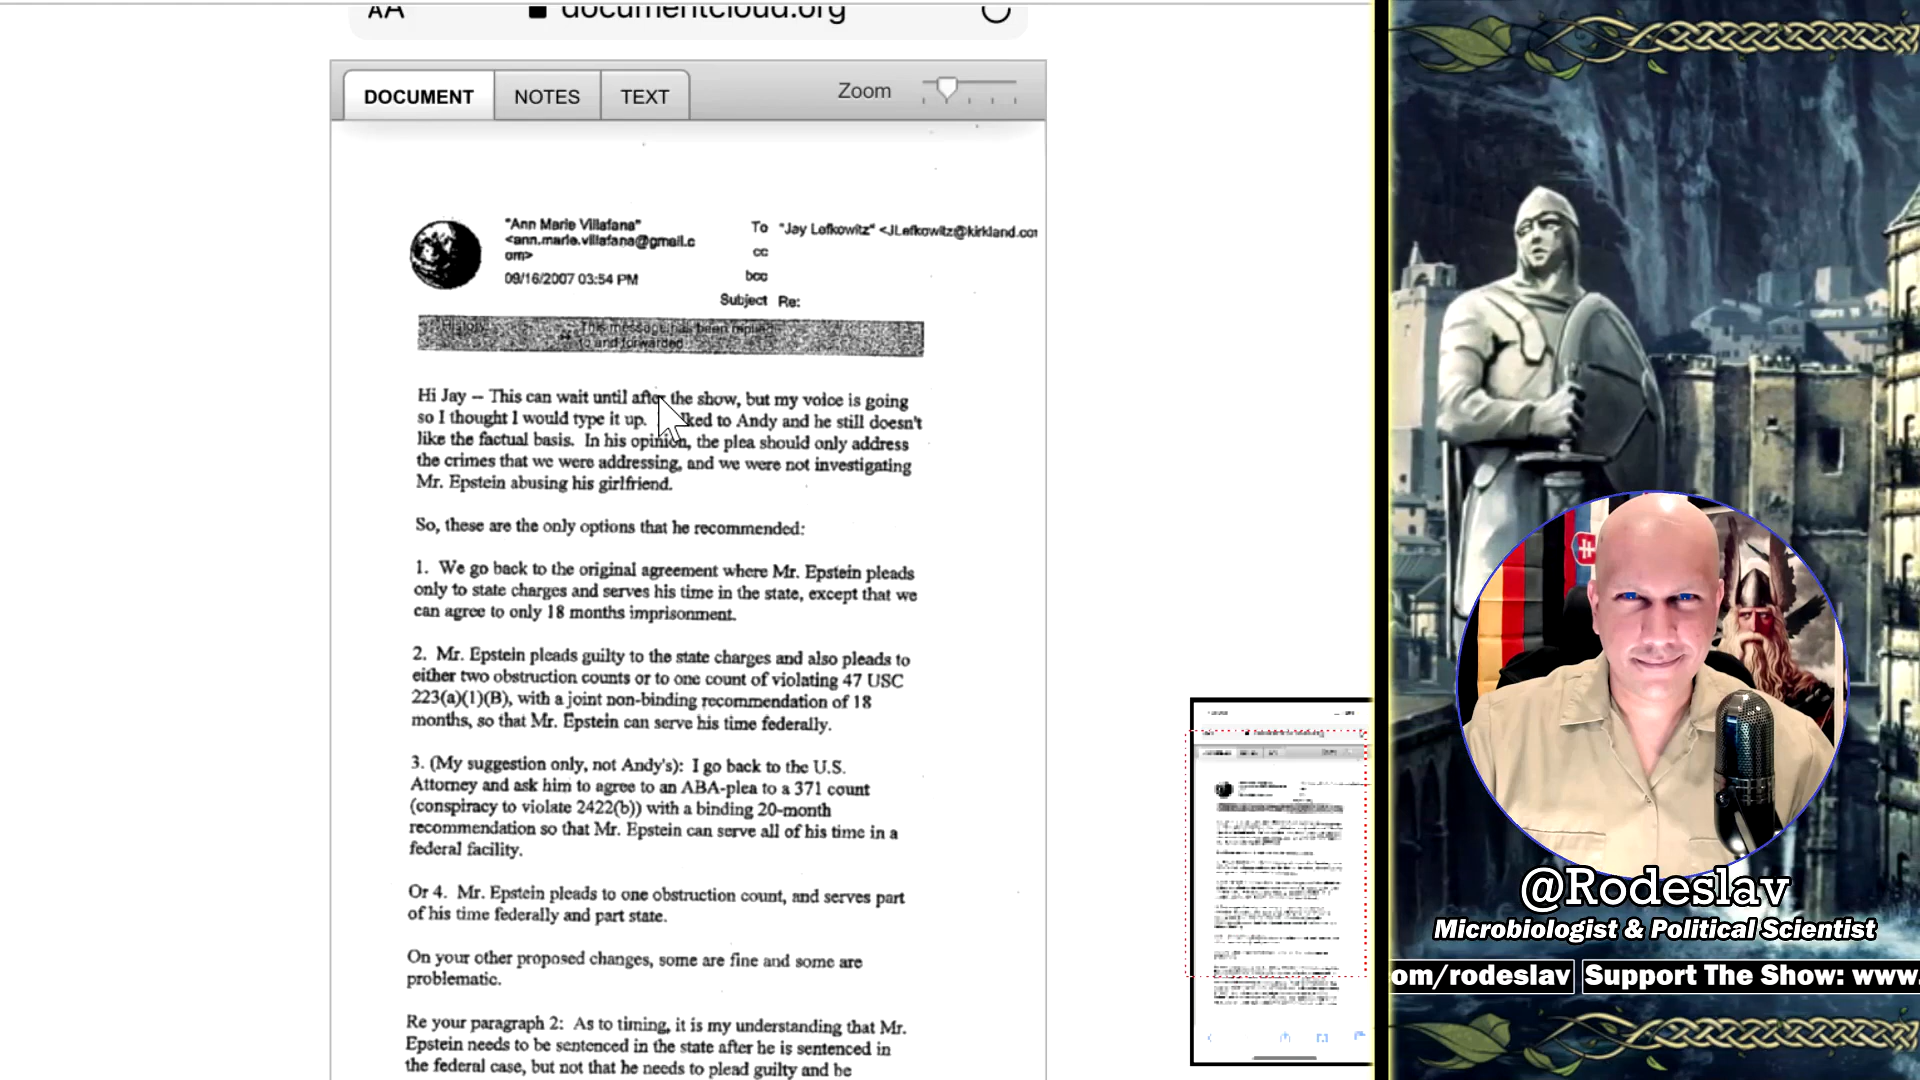 documentcloud.org
DOCUMENT
NOTES
TEXT
Zoom
"Ann Marie Villafana"
<ann.marie.villafana@gmail.c
om>
09/16/2007 03:54 PM
To "Jay Lefkowitz" <JLefkowitz@kirkland.com
cc
bcc
Subject Re:
History: This message has been replied
to and forwarded.
Hi Jay -- This can wait until after the show, but my voice is going
so I thought I would type it up. ked to Andy and he still doesn't
like the factual basis. In his opinion, the plea should only address
the crimes that we were addressing, and we were not investigating
Mr. Epstein abusing his girlfriend.
So, these are the only options that he recommended:
1. We go back to the original agreement where Mr. Epstein pleads
only to state charges and serves his time in the state, except that we
can agree to only 18 months imprisonment.
2. Mr. Epstein pleads guilty to the state charges and also pleads to
either two obstruction counts or to one count of violating 47 USC
223(a)(1)(B), with a joint non-binding recommendation of 18
months, so that Mr. Epstein can serve his time federally.
3. (My suggestion only, not Andy's): I go back to the U.S.
Attorney and ask him to agree to an ABA-plea to a 371 count
(conspiracy to violate 2422(b)) with a binding 20-month
recommendation so that Mr. Epstein can serve all of his time in a
federal facility.
Or 4. Mr. Epstein pleads to one obstruction count, and serves part
of his time federally and part state.
On your other proposed changes, some are fine and some are
problematic.
Re your paragraph 2: As to timing, it is my understanding that Mr.
Epstein needs to be sentenced in the state after he is sentenced in
the federal case, but not that he needs to plead guilty and be
@Rodeslav
Microbiologist & Political Scientist
om/rodeslav
Support The Show: www.